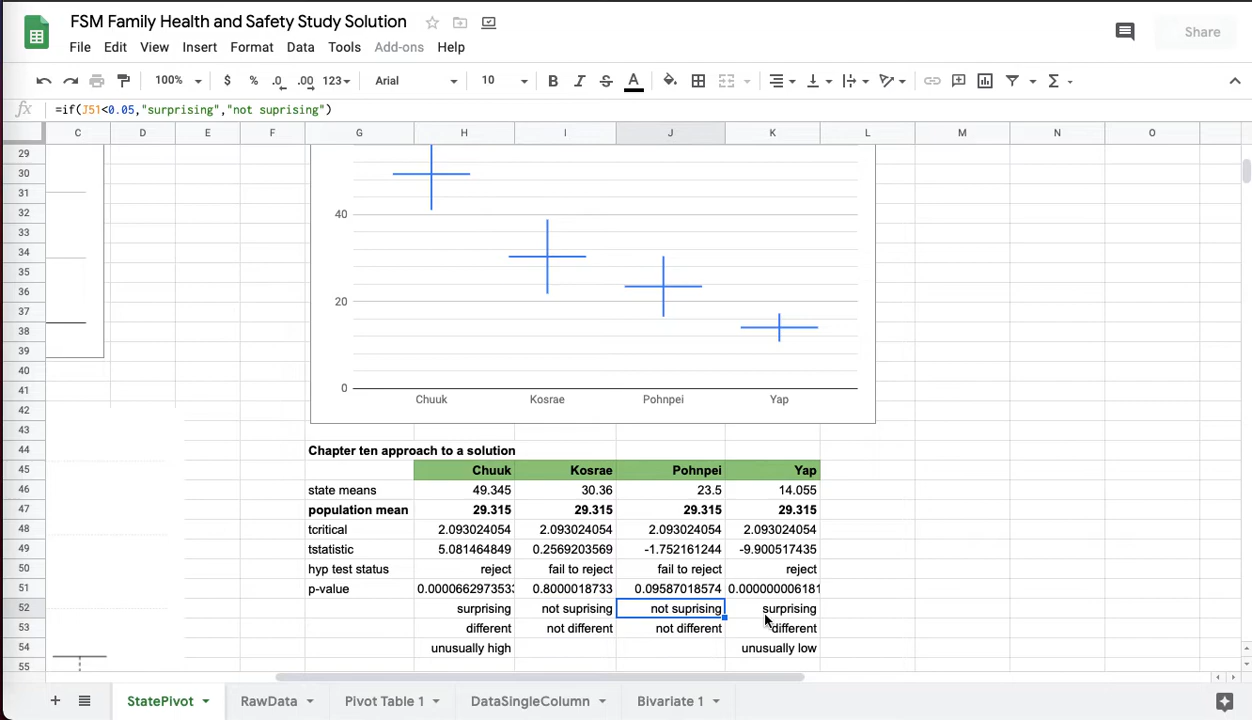 FSM Family Health and Safety Study Solution
File Edit View Insert Format Data Tools Add-ons Help
Share
100% $ % .0 .00 123 Arial 10 B I S A
fx =if(J51<0.05,"surprising","not suprising")
C D E F G H I J K L M N O
29
30
31
32
33
34
35
36
37
38
39
40
41
42
43
40
20
0
Chuuk Kosrae Pohnpei Yap
44 Chapter ten approach to a solution
45 Chuuk Kosrae Pohnpei Yap
46 state means 49.345 30.36 23.5 14.055
47 population mean 29.315 29.315 29.315 29.315
48 tcritical 2.093024054 2.093024054 2.093024054 2.093024054
49 tstatistic 5.081464849 0.2569203569 -1.752161244 -9.900517435
50 hyp test status reject fail to reject fail to reject reject
51 p-value 0.0000662973533 0.8000018733 0.09587018574 0.000000006181
52 surprising not suprising not suprising surprising
53 different not different not different different
54 unusually high unusually low
55
StatePivot RawData Pivot Table 1 DataSingleColumn Bivariate 1